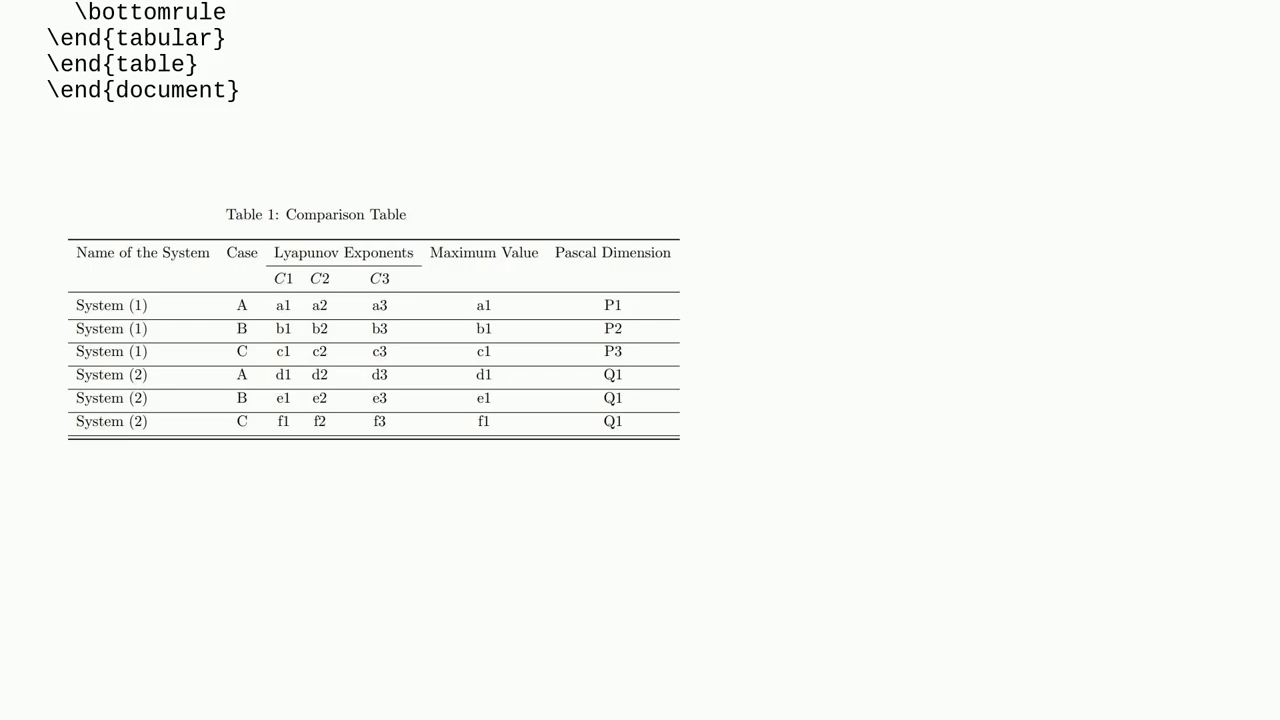 \bottomrule
\end{tabular}
\end{table}
\end{document}
Table 1: Comparison Table
Name of the System Case Lyapunov Exponents Maximum Value Pascal Dimension
C1 C2 C3
System (1) A a1 a2 a3 a1 P1
System (1) B b1 b2 b3 b1 P2
System (1) C c1 c2 c3 c1 P3
System (2) A d1 d2 d3 d1 Q1
System (2) B e1 e2 e3 e1 Q1
System (2) C f1 f2 f3 f1 Q1